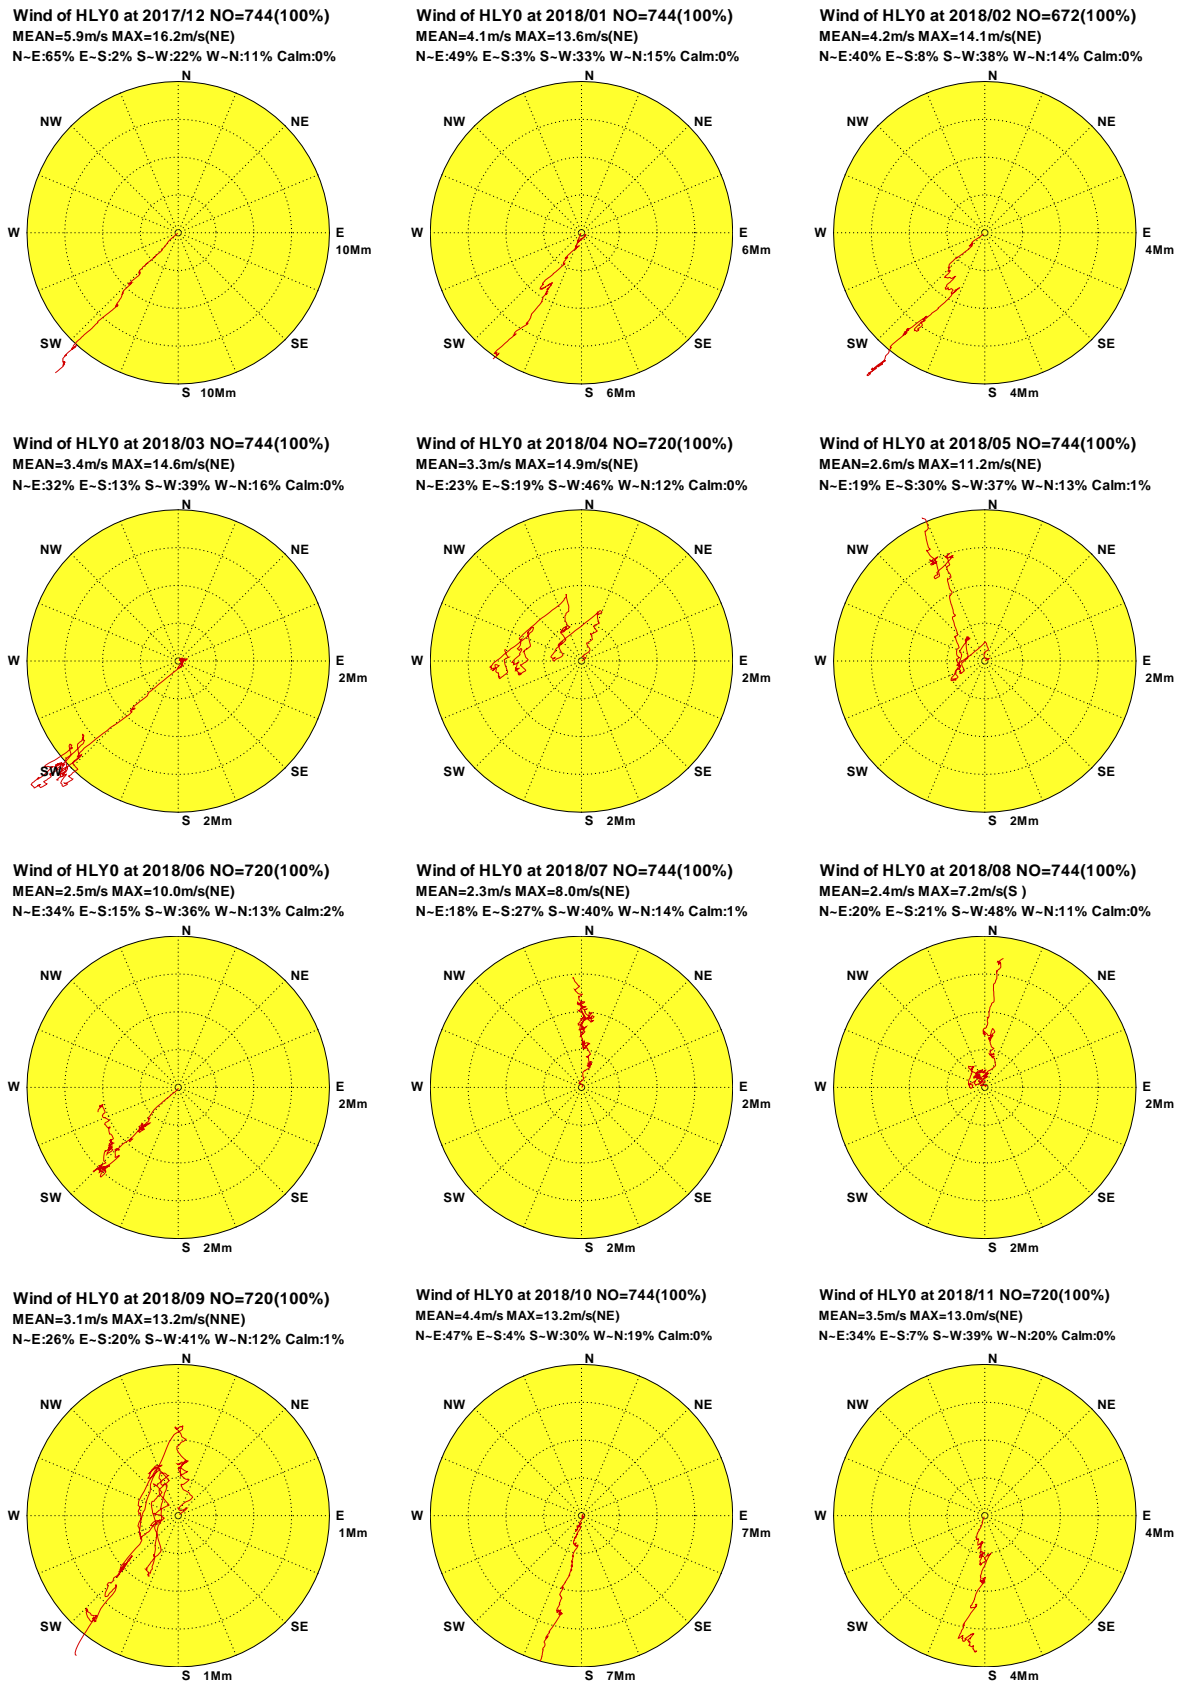 Wind of HLY0 at 2017/12 NO=744(100%)
MEAN=5.9m/s MAX=16.2m/s(NE)
N~E:65% E~S:2% S~W:22% W~N:11% Calm:0%
N
NW
NE
W
E
10Mm
SW
SE
S 10Mm
Wind of HLY0 at 2018/01 NO=744(100%)
MEAN=4.1m/s MAX=13.6m/s(NE)
N~E:49% E~S:3% S~W:33% W~N:15% Calm:0%
N
NW
NE
W
E
6Mm
SW
SE
S 6Mm
Wind of HLY0 at 2018/02 NO=672(100%)
MEAN=4.2m/s MAX=14.1m/s(NE)
N~E:40% E~S:8% S~W:38% W~N:14% Calm:0%
N
NW
NE
W
E
4Mm
SW
SE
S 4Mm
Wind of HLY0 at 2018/03 NO=744(100%)
MEAN=3.4m/s MAX=14.6m/s(NE)
N~E:32% E~S:13% S~W:39% W~N:16% Calm:0%
N
NW
NE
W
E
2Mm
SW
SE
S 2Mm
Wind of HLY0 at 2018/04 NO=720(100%)
MEAN=3.3m/s MAX=14.9m/s(NE)
N~E:23% E~S:19% S~W:46% W~N:12% Calm:0%
N
NW
NE
W
E
2Mm
SW
SE
S 2Mm
Wind of HLY0 at 2018/05 NO=744(100%)
MEAN=2.6m/s MAX=11.2m/s(NE)
N~E:19% E~S:30% S~W:37% W~N:13% Calm:1%
N
NW
NE
W
E
2Mm
SW
SE
S 2Mm
Wind of HLY0 at 2018/06 NO=720(100%)
MEAN=2.5m/s MAX=10.0m/s(NE)
N~E:34% E~S:15% S~W:36% W~N:13% Calm:2%
N
NW
NE
W
E
2Mm
SW
SE
S 2Mm
Wind of HLY0 at 2018/07 NO=744(100%)
MEAN=2.3m/s MAX=8.0m/s(NE)
N~E:18% E~S:27% S~W:40% W~N:14% Calm:1%
N
NW
NE
W
E
2Mm
SW
SE
S 2Mm
Wind of HLY0 at 2018/08 NO=744(100%)
MEAN=2.4m/s MAX=7.2m/s(S )
N~E:20% E~S:21% S~W:48% W~N:11% Calm:0%
N
NW
NE
W
E
2Mm
SW
SE
S 2Mm
Wind of HLY0 at 2018/09 NO=720(100%)
MEAN=3.1m/s MAX=13.2m/s(NNE)
N~E:26% E~S:20% S~W:41% W~N:12% Calm:1%
N
NW
NE
W
E
1Mm
SW
SE
S 1Mm
Wind of HLY0 at 2018/10 NO=744(100%)
MEAN=4.4m/s MAX=13.2m/s(NE)
N~E:47% E~S:4% S~W:30% W~N:19% Calm:0%
N
NW
NE
W
E
7Mm
SW
SE
S 7Mm
Wind of HLY0 at 2018/11 NO=720(100%)
MEAN=3.5m/s MAX=13.0m/s(NE)
N~E:34% E~S:7% S~W:39% W~N:20% Calm:0%
N
NW
NE
W
E
4Mm
SW
SE
S 4Mm